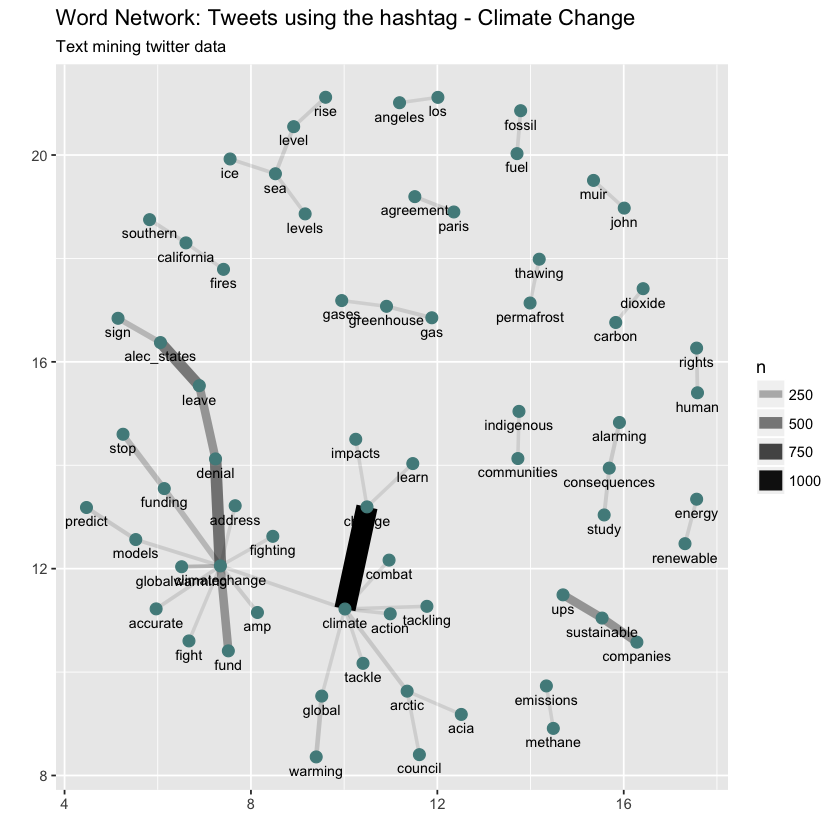 Word Network: Tweets using the hashtag - Climate Change
Text mining twitter data
rise
angeles los
level
fossil
fuel
ice
sea
muir
levels
agreement
paris
john
southern
california
fires
thawing
gases
greenhouse
gas
permafrost
dioxide
carbon
sign
alec_states
leave
rights
human
stop
denial
impacts
learn
indigenous
communities
alarming
consequences
funding
predict
address
change
study
energy
models
fighting
renewable
globalwarming
climatechange
combat
accurate
amp
climate
action
tackling
ups
sustainable
companies
fight
fund
tackle
global
arctic
acia
emissions
methane
warming
council
20
16
12
8
4 8 12 16
n
250
500
750
1000